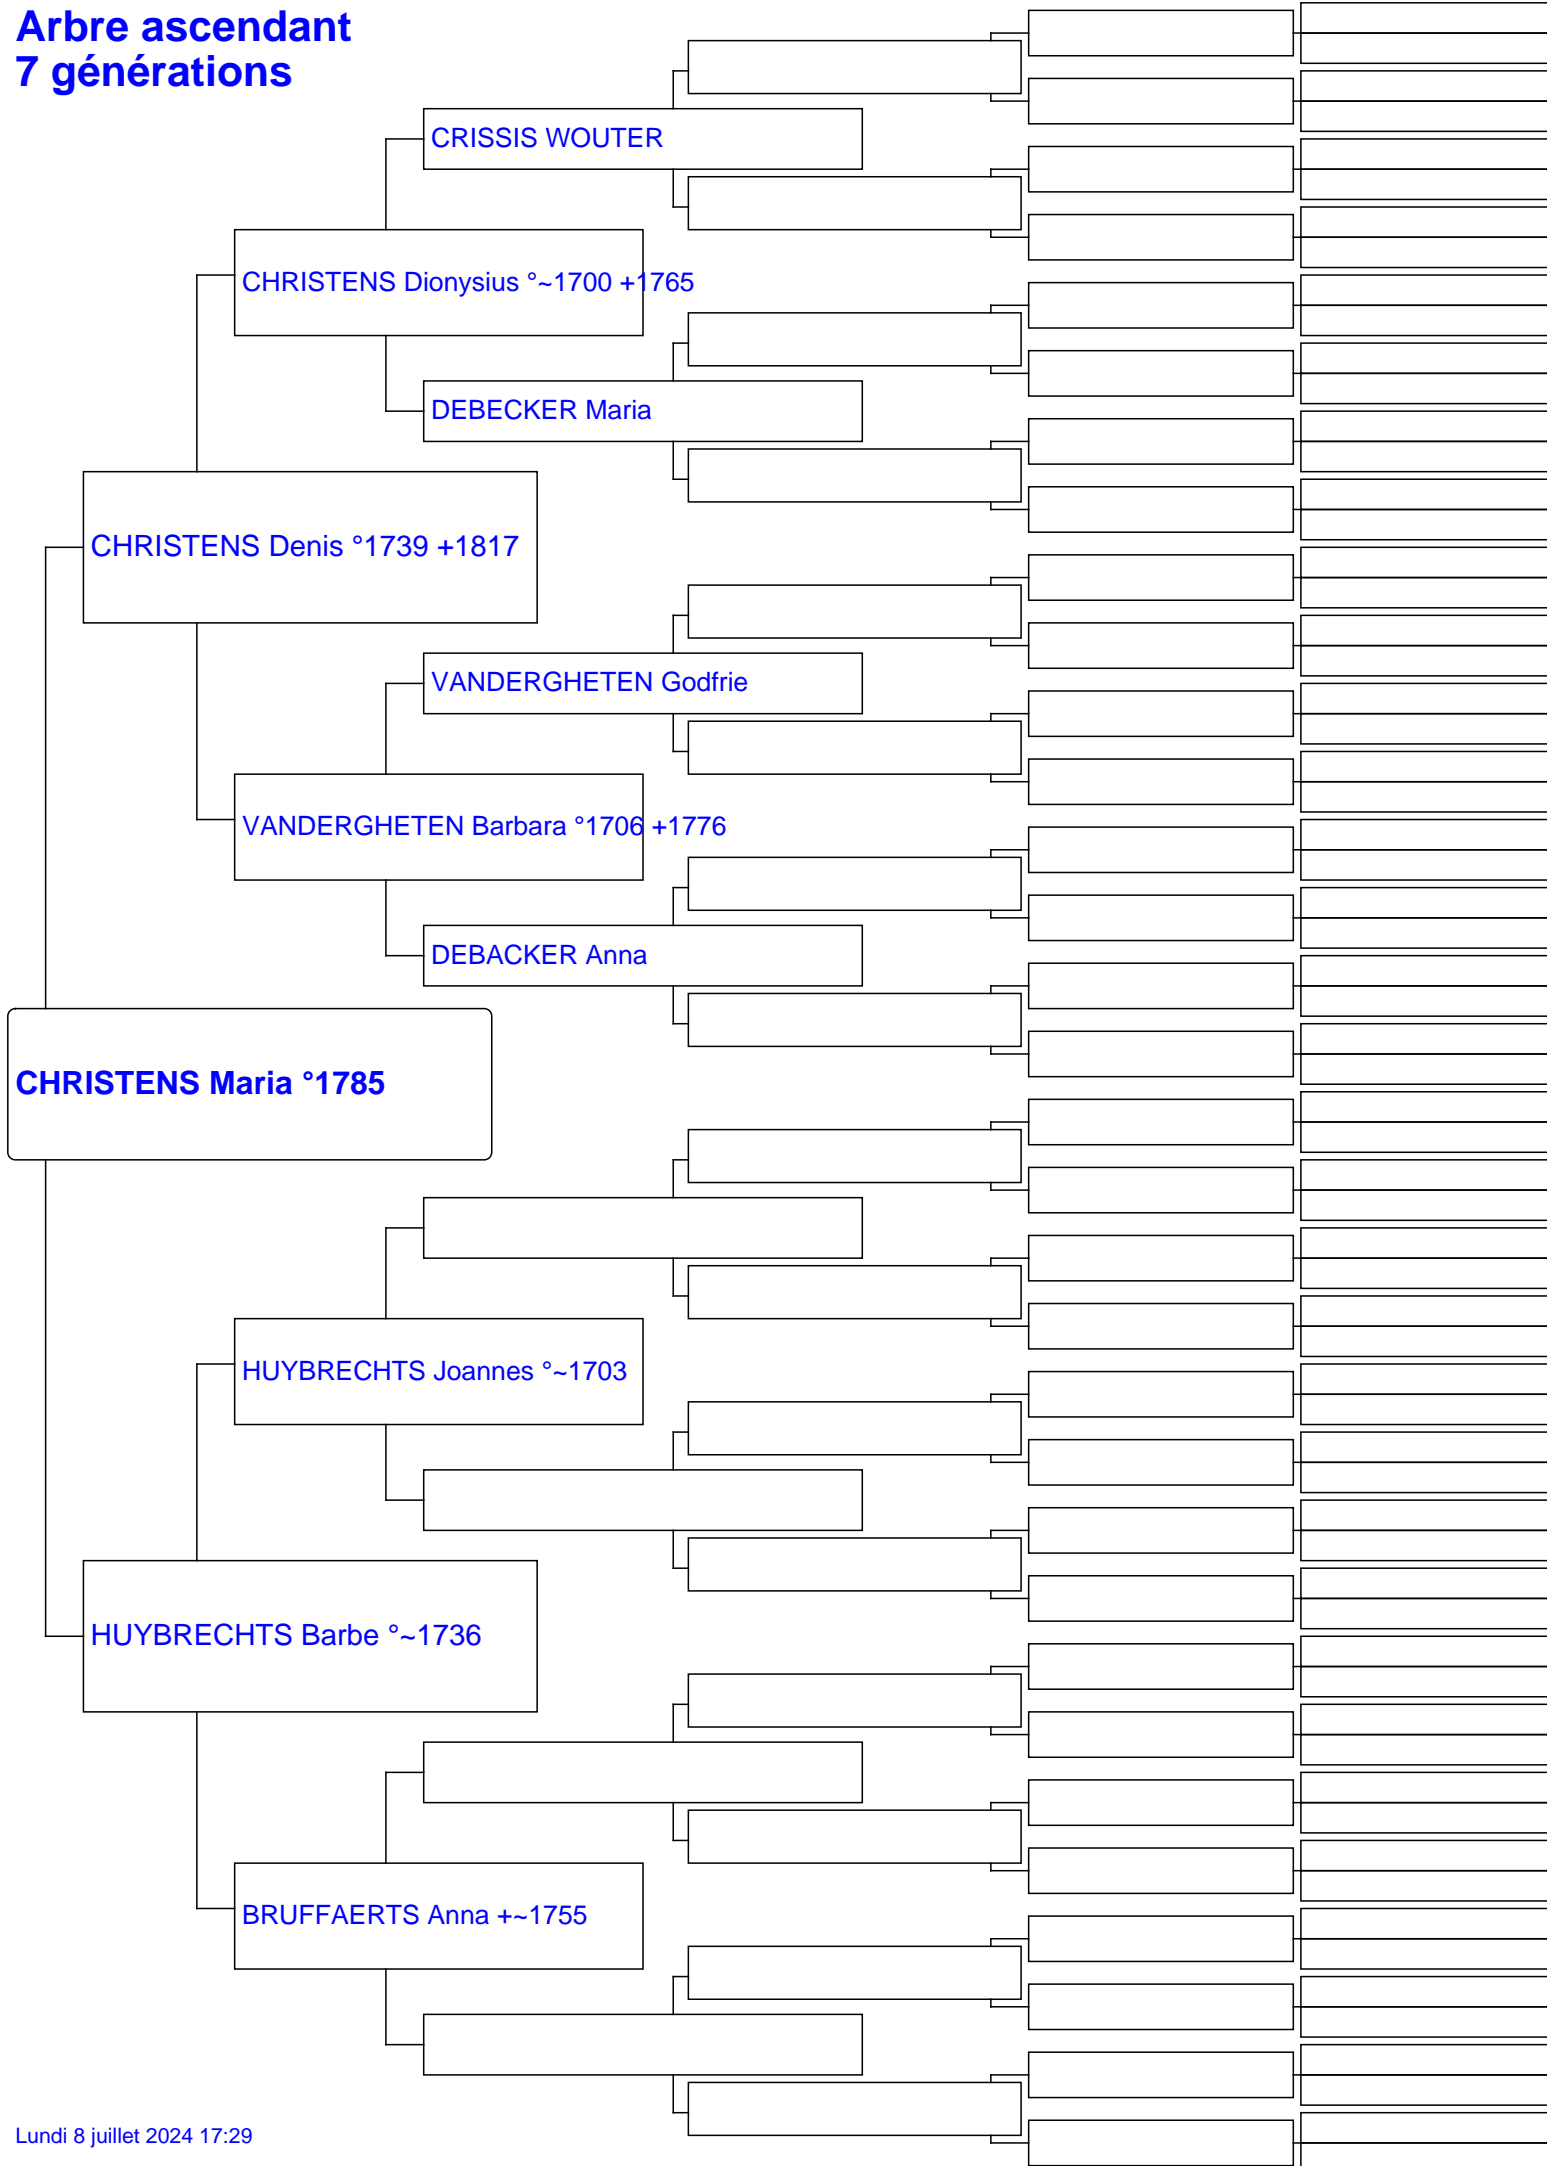 Arbre ascendant
7 générations
CRISSIS WOUTER
CHRISTENS Dionysius °~1700 +1765
DEBECKER Maria
CHRISTENS Denis °1739 +1817
VANDERGHETEN Godfrie
VANDERGHETEN Barbara °1706 +1776
DEBACKER Anna
CHRISTENS Maria °1785
HUYBRECHTS Joannes °~1703
HUYBRECHTS Barbe °~1736
BRUFFAERTS Anna +~1755
Lundi 8 juillet 2024 17:29